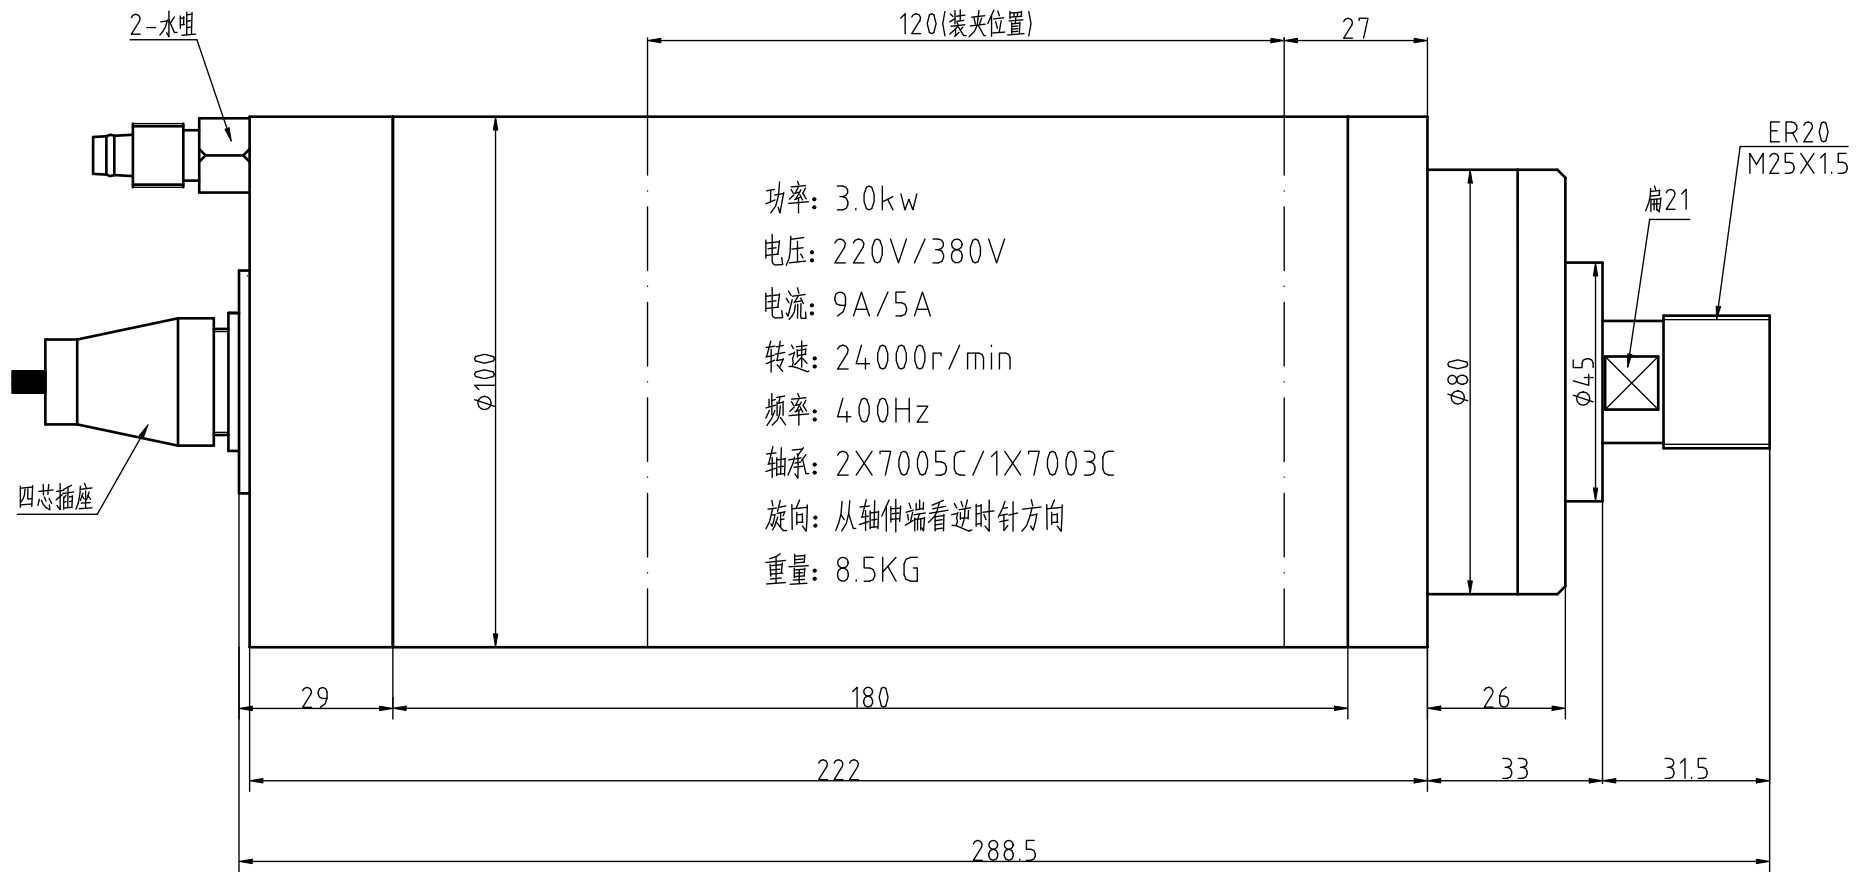 2-水咀
120(装夹位置)
27
ER20
M25X1.5
扁21
功率: 3.0kw
电压: 220V/380V
电流: 9A/5A
转速: 24000r/min
频率: 400Hz
轴承: 2X7005C/1X7003C
旋向: 从轴伸端看逆时针方向
重量: 8.5KG
ϕ100
ϕ80
ϕ45
四芯插座
29
180
26
222
33
31.5
288.5